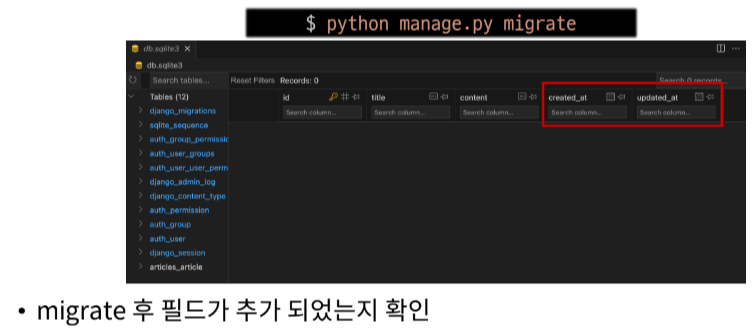 $ python manage.py migrate
db.sqlite3
db.sqlite3
Search tables... Reset Filters Records: 0 Search 0 records...
Tables (12) id title content created_at updated_at
Search column... Search column... Search column... Search column... Search column...
django_migrations
sqlite_sequence
auth_group_permissic
auth_user_groups
auth_user_user_perm
django_admin_log
django_content_type
auth_permission
auth_group
auth_user
django_session
articles_article
• migrate 후 필드가 추가 되었는지 확인